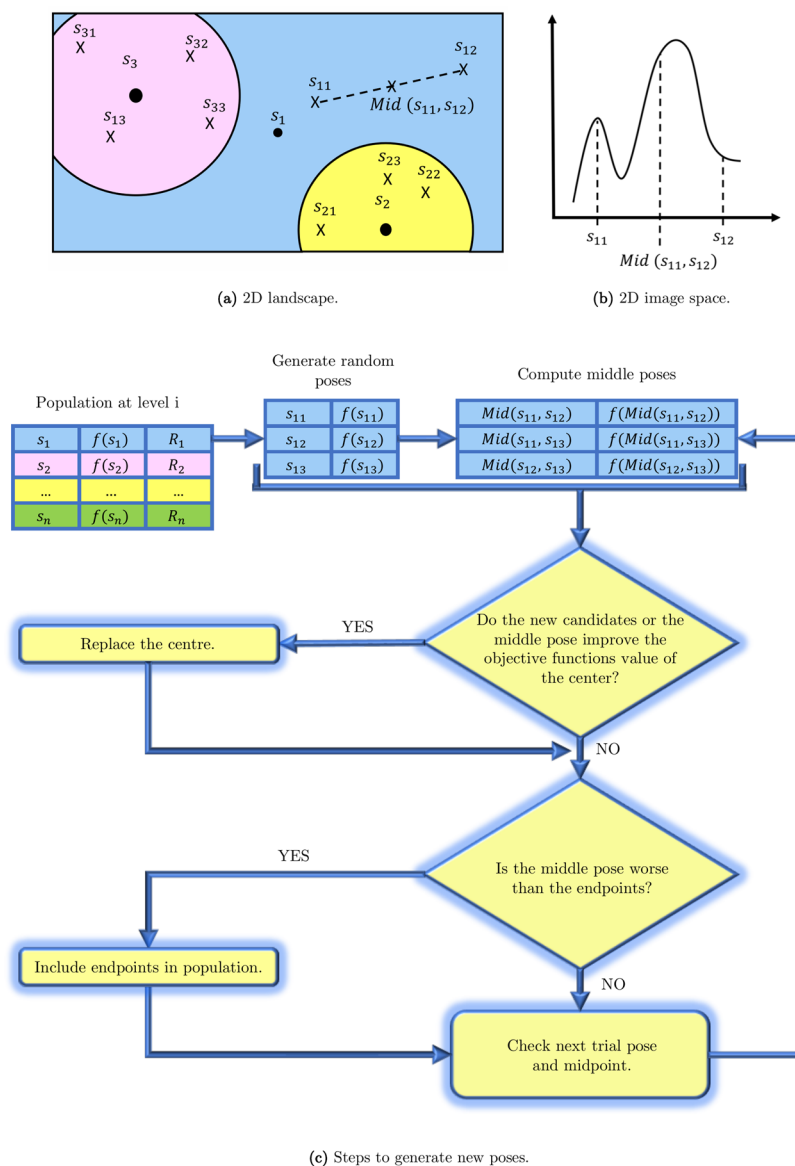 s31
s32
s3
s33
s13
s11
s12
Mid (s11, s12)
s1
s23
s22
s21
s2
(a) 2D landscape.
s11
s12
Mid (s11, s12)
(b) 2D image space.
Population at level i
s1 f(s1) R1
s2 f(s2) R2
... ... ...
sn f(sn) Rn
Generate random
poses
s11 f(s11)
s12 f(s12)
s13 f(s13)
Compute middle poses
Mid(s11, s12) f(Mid(s11, s12))
Mid(s11, s13) f(Mid(s11, s13))
Mid(s12, s13) f(Mid(s12, s13))
Do the new candidates or the
middle pose improve the
objective functions value of
the center?
YES
Replace the centre.
NO
Is the middle pose worse
than the endpoints?
YES
Include endpoints in population.
NO
Check next trial pose
and midpoint.
(c) Steps to generate new poses.